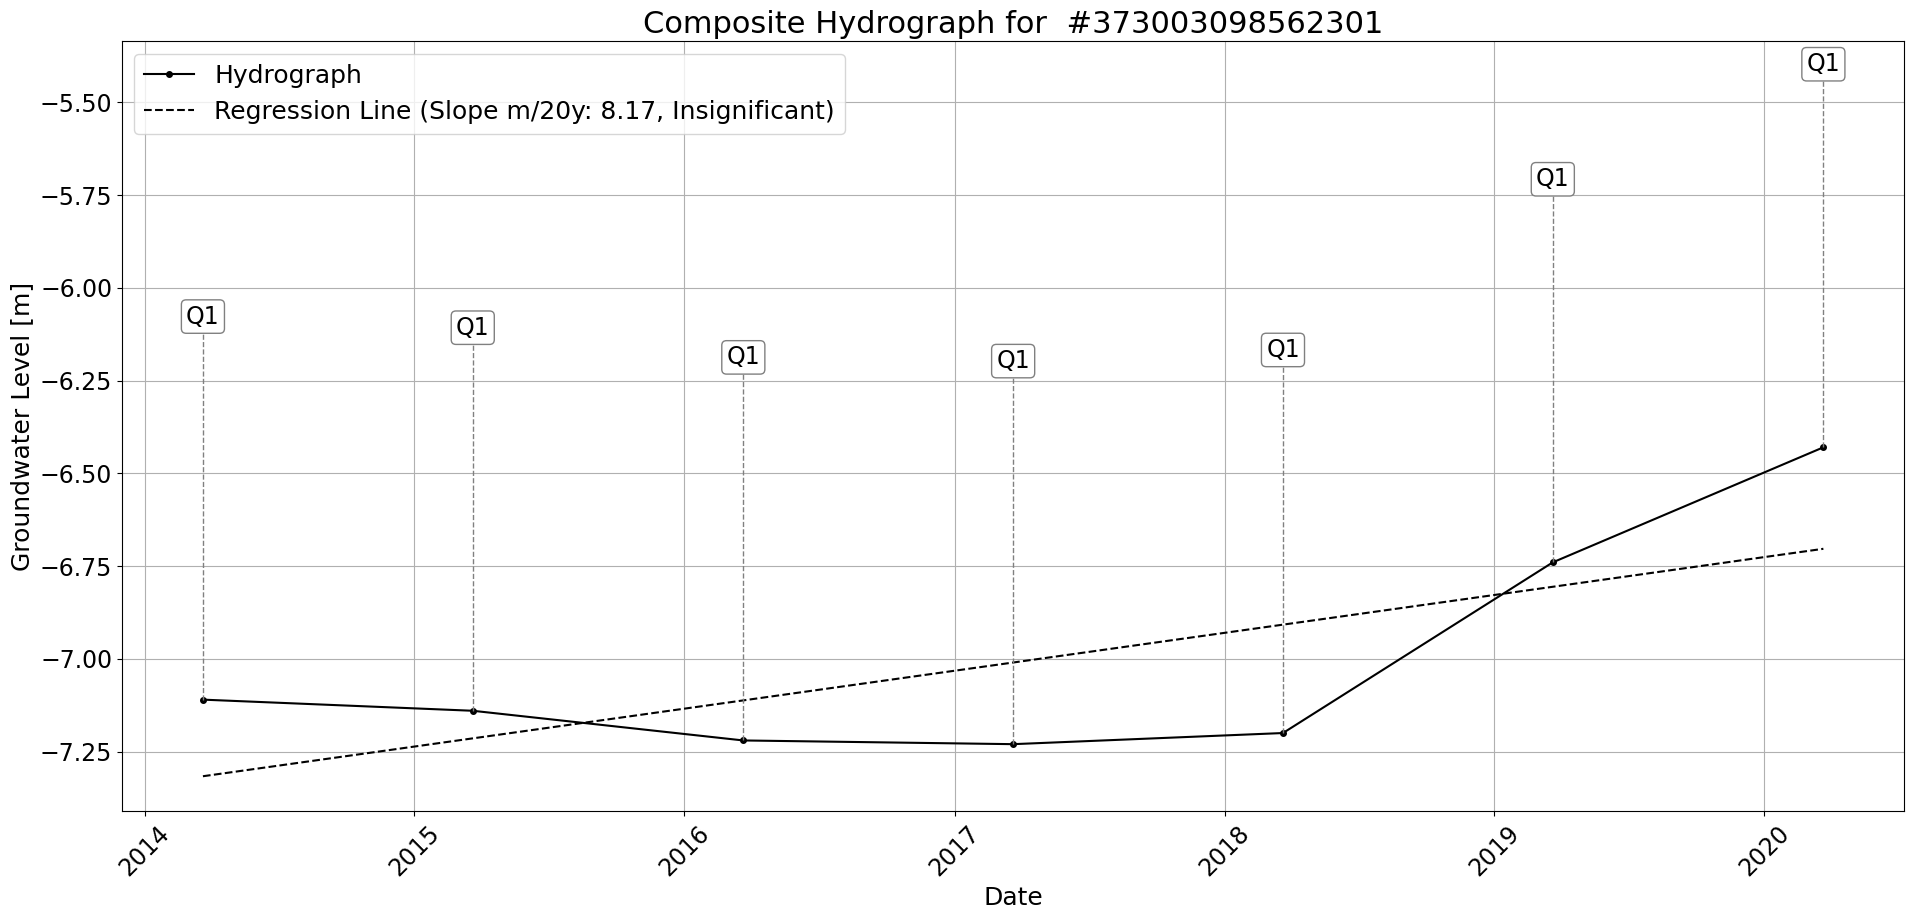 Composite Hydrograph for  #373003098562301
Hydrograph
Regression Line (Slope m/20y: 8.17, Insignificant)
Q1
Q1
Q1
Q1
Q1
Q1
Q1
Groundwater Level [m]
−5.50
−5.75
−6.00
−6.25
−6.50
−6.75
−7.00
−7.25
2014
2015
2016
2017
2018
2019
2020
Date